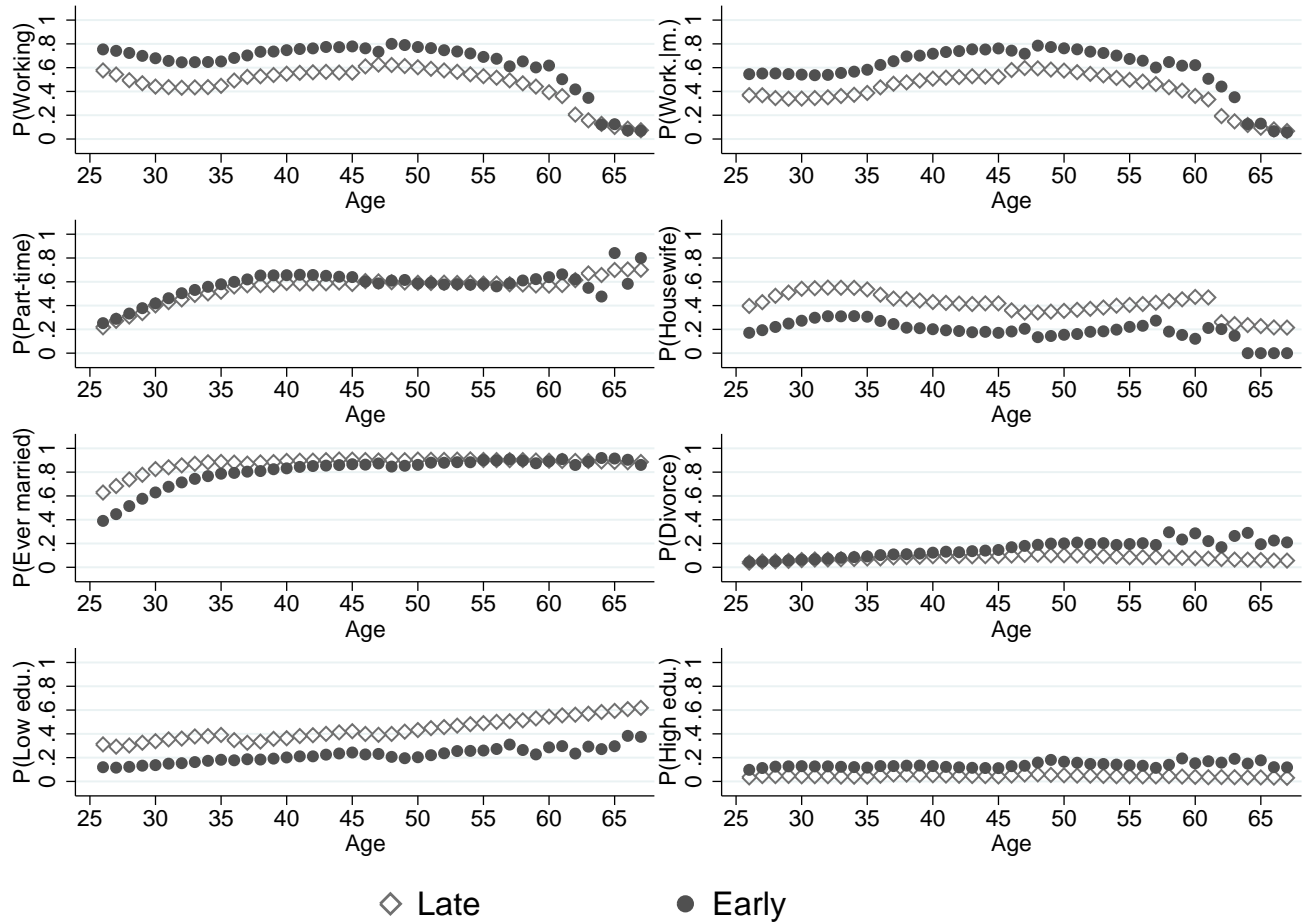 P(Working)
0 .2 .4 .6 .8 1
25 30 35 40 45 50 55 60 65
Age
P(Work.|m.)
0 .2 .4 .6 .8 1
25 30 35 40 45 50 55 60 65
Age
P(Part-time)
0 .2 .4 .6 .8 1
25 30 35 40 45 50 55 60 65
Age
P(Housewife)
0 .2 .4 .6 .8 1
25 30 35 40 45 50 55 60 65
Age
P(Ever married)
0 .2 .4 .6 .8 1
25 30 35 40 45 50 55 60 65
Age
P(Divorce)
0 .2 .4 .6 .8 1
25 30 35 40 45 50 55 60 65
Age
P(Low edu.)
0 .2 .4 .6 .8 1
25 30 35 40 45 50 55 60 65
Age
P(High edu.)
0 .2 .4 .6 .8 1
25 30 35 40 45 50 55 60 65
Age
Late Early